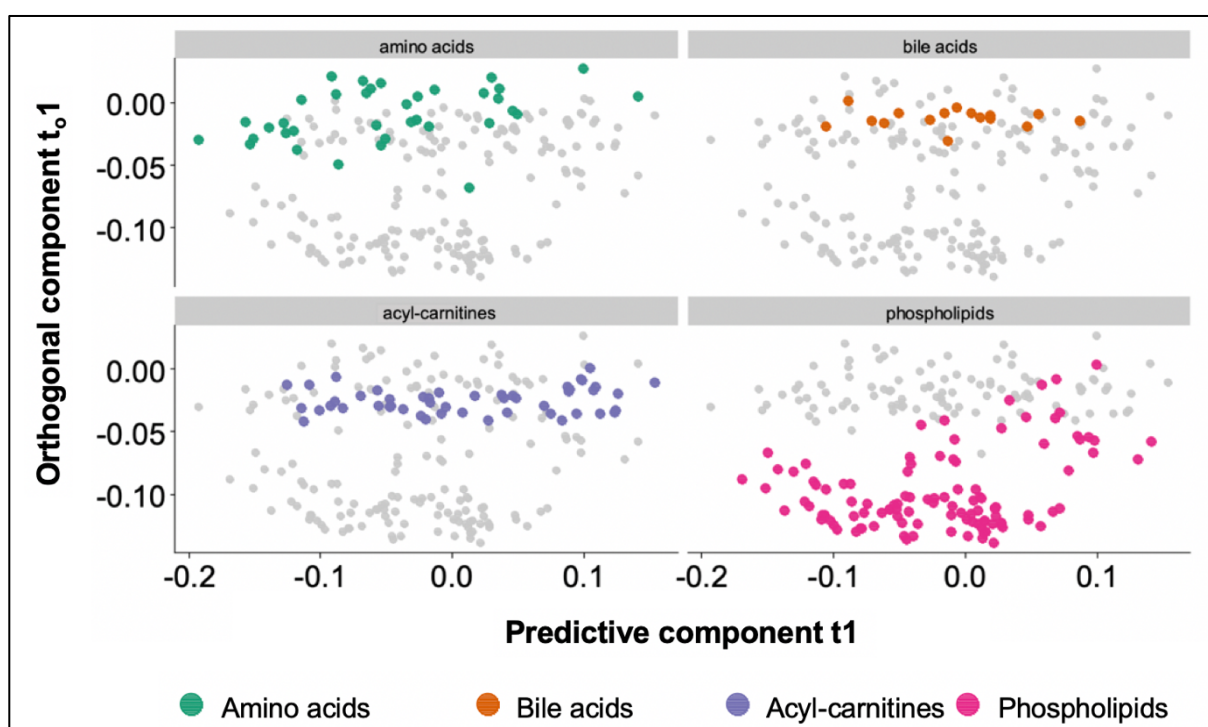 amino acids
bile acids
0.00
-0.05
-0.10
acyl-carnitines
phospholipids
0.00
-0.05
-0.10
-0.2 -0.1 0.0 0.1
-0.2 -0.1 0.0 0.1
Orthogonal component tₒ1
Predictive component t1
Amino acids
Bile acids
Acyl-carnitines
Phospholipids